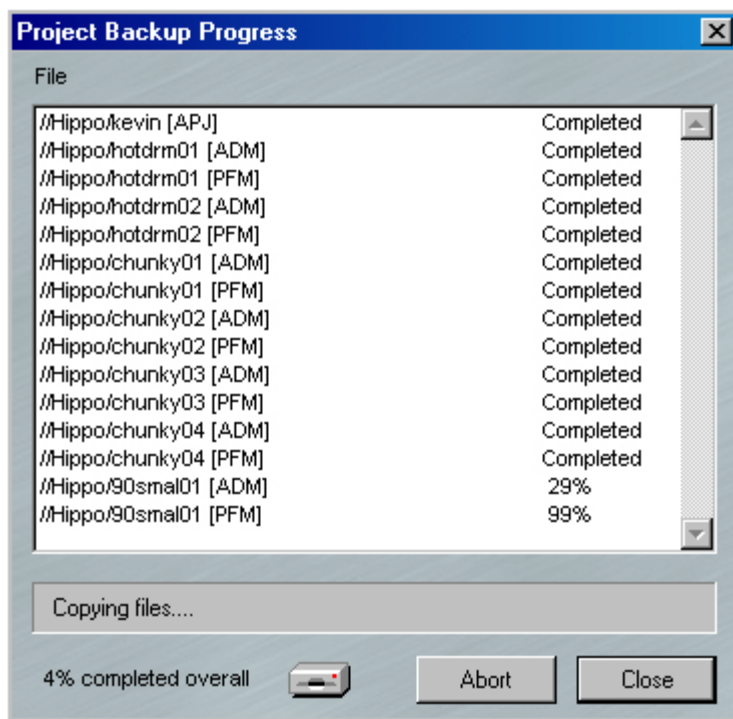 Project Backup Progress
File
//Hippo/kevin [APJ] Completed
//Hippo/hotdrm01 [ADM] Completed
//Hippo/hotdrm01 [PFM] Completed
//Hippo/hotdrm02 [ADM] Completed
//Hippo/hotdrm02 [PFM] Completed
//Hippo/chunky01 [ADM] Completed
//Hippo/chunky01 [PFM] Completed
//Hippo/chunky02 [ADM] Completed
//Hippo/chunky02 [PFM] Completed
//Hippo/chunky03 [ADM] Completed
//Hippo/chunky03 [PFM] Completed
//Hippo/chunky04 [ADM] Completed
//Hippo/chunky04 [PFM] Completed
//Hippo/90smal01 [ADM] 29%
//Hippo/90smal01 [PFM] 99%
Copying files....
4% completed overall Abort Close